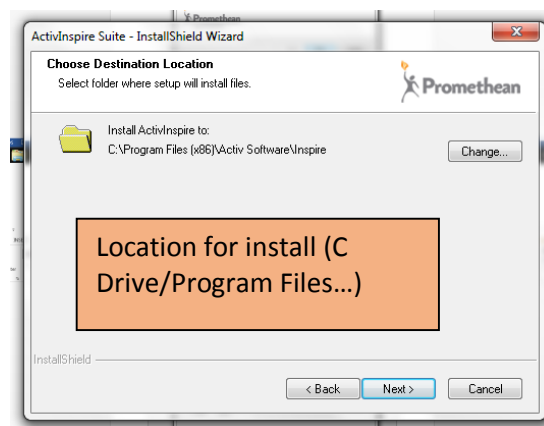 Promethean
ActivInspire Suite - InstallShield Wizard
Choose Destination Location
Select folder where setup will install files.
Promethean
Install ActivInspire to:
C:\Program Files (x86)\Activ Software\Inspire
Change...
Location for install (C
Drive/Program Files...)
InstallShield
< Back
Next >
Cancel